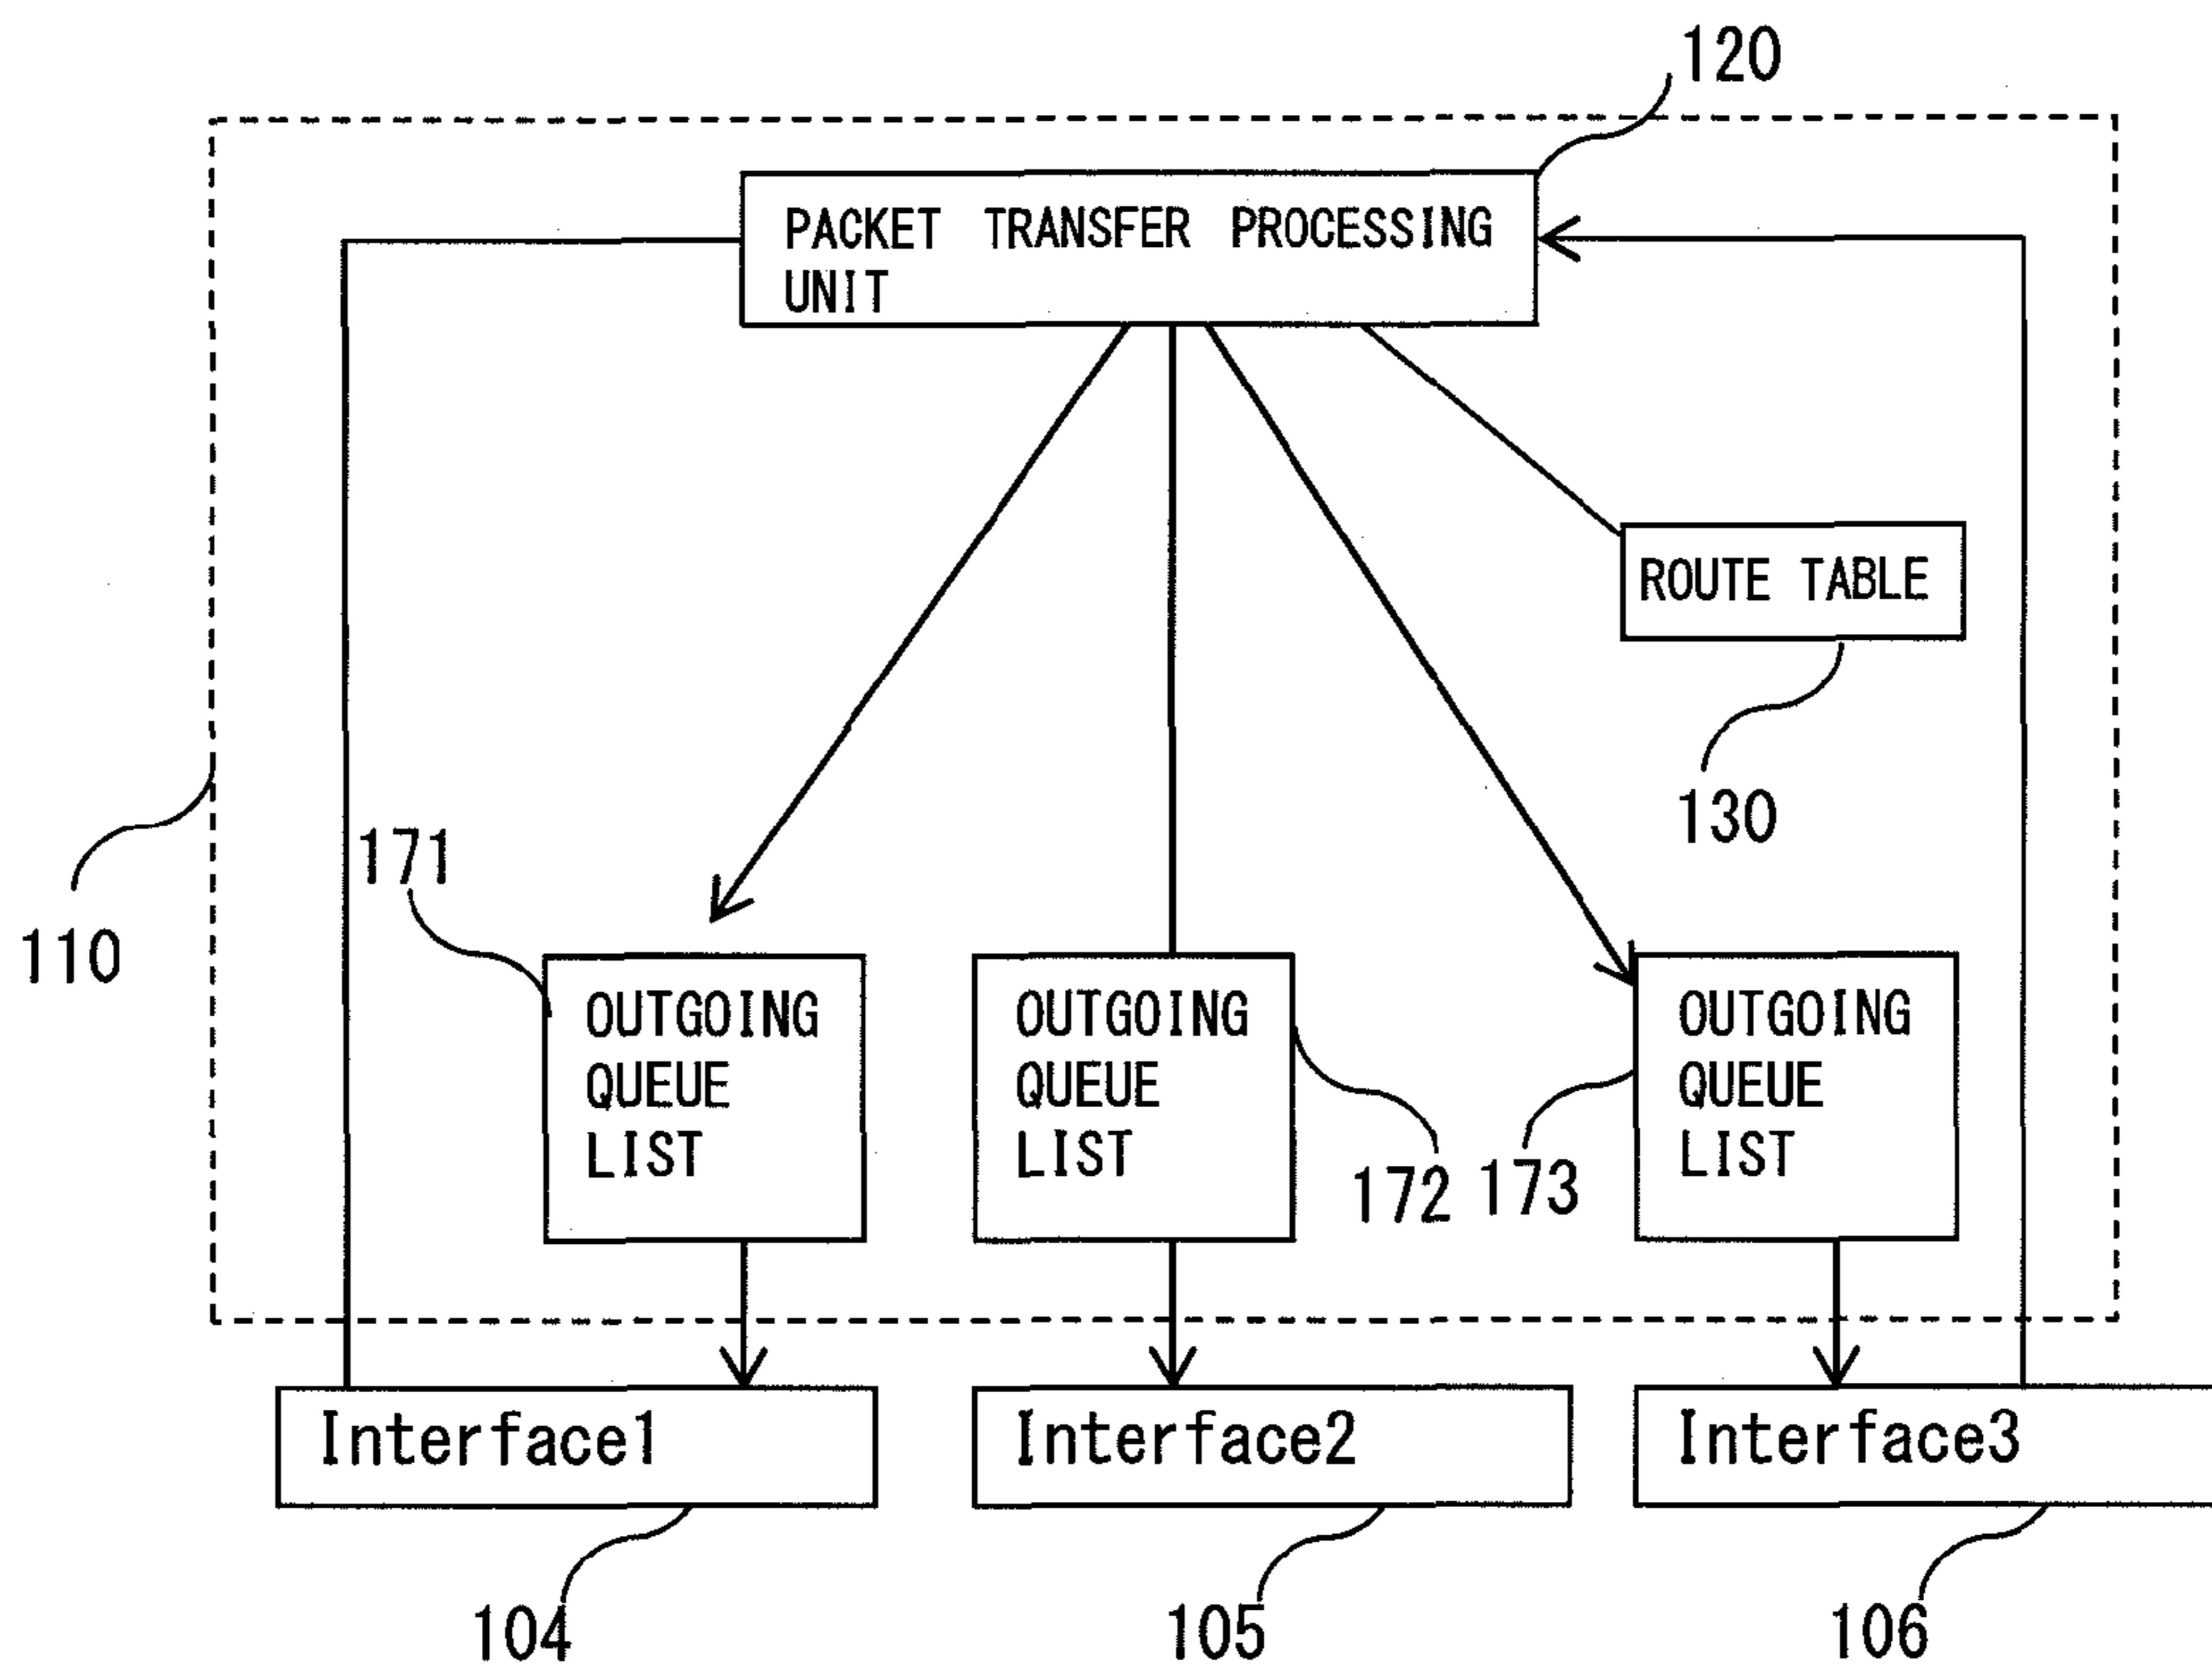 120
PACKET TRANSFER PROCESSING
UNIT
ROUTE TABLE
130
171
110
OUTGOING
QUEUE
LIST
OUTGOING
QUEUE
LIST
OUTGOING
QUEUE
LIST
172
173
Interface1
Interface2
Interface3
104
105
106